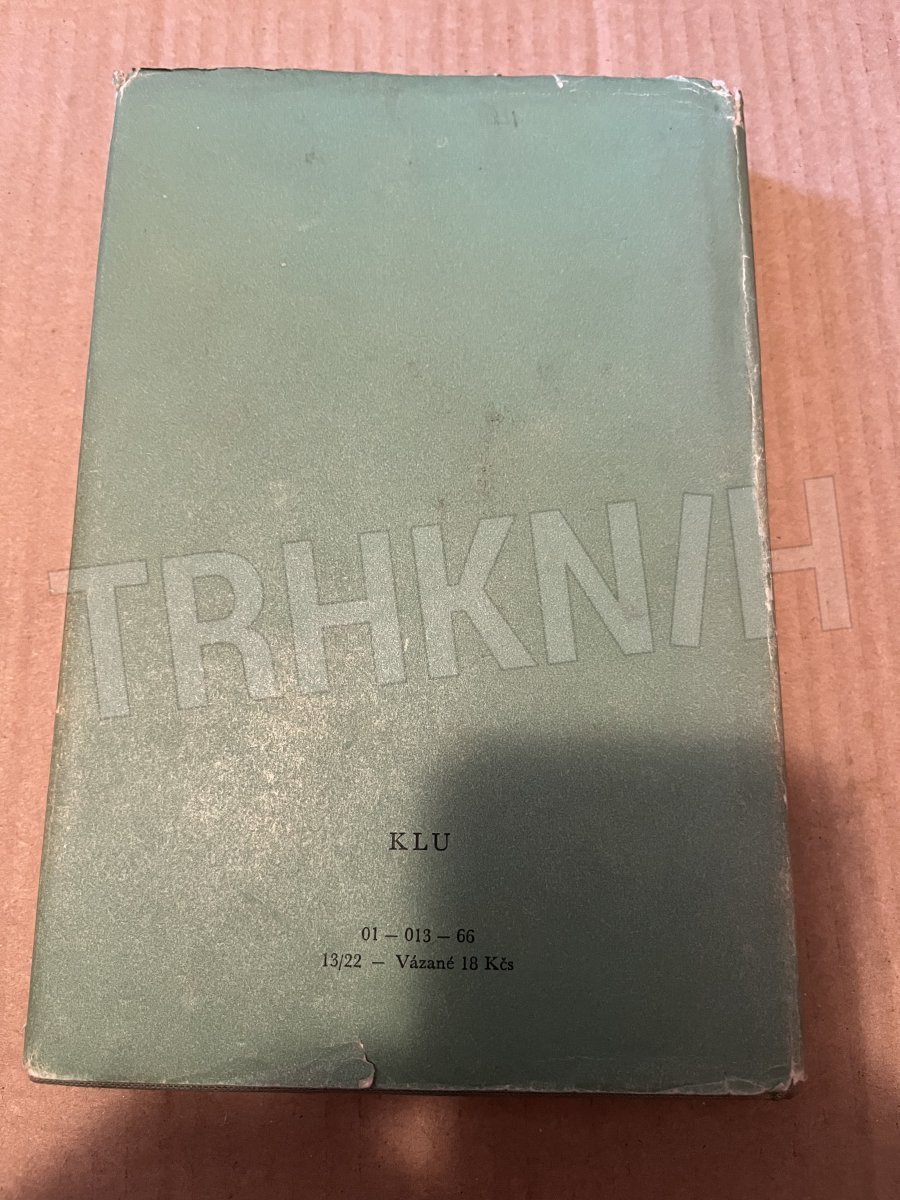 TRHKNIH
KLU
01 – 013 – 66
13/22 – Vázané 18 Kčs